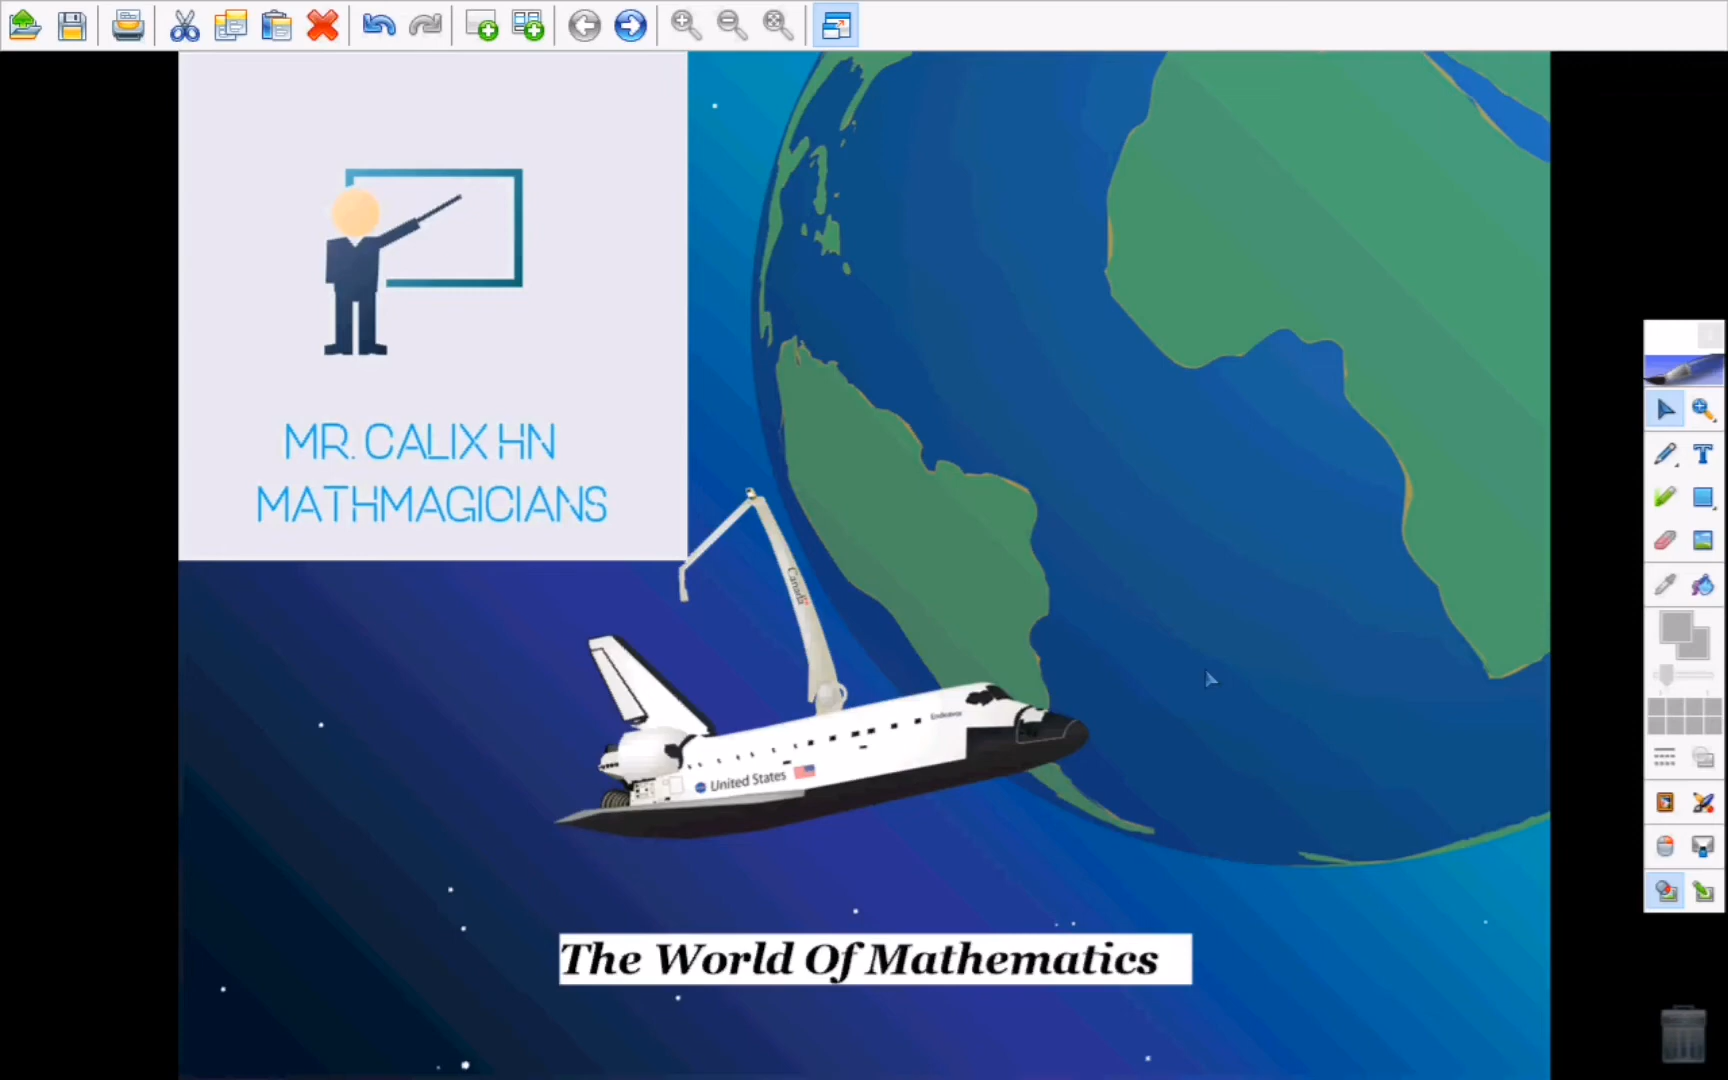 MR. CALIX HN
MATHMAGICIANS
Canada
Endeavour
United States
The World Of Mathematics
T